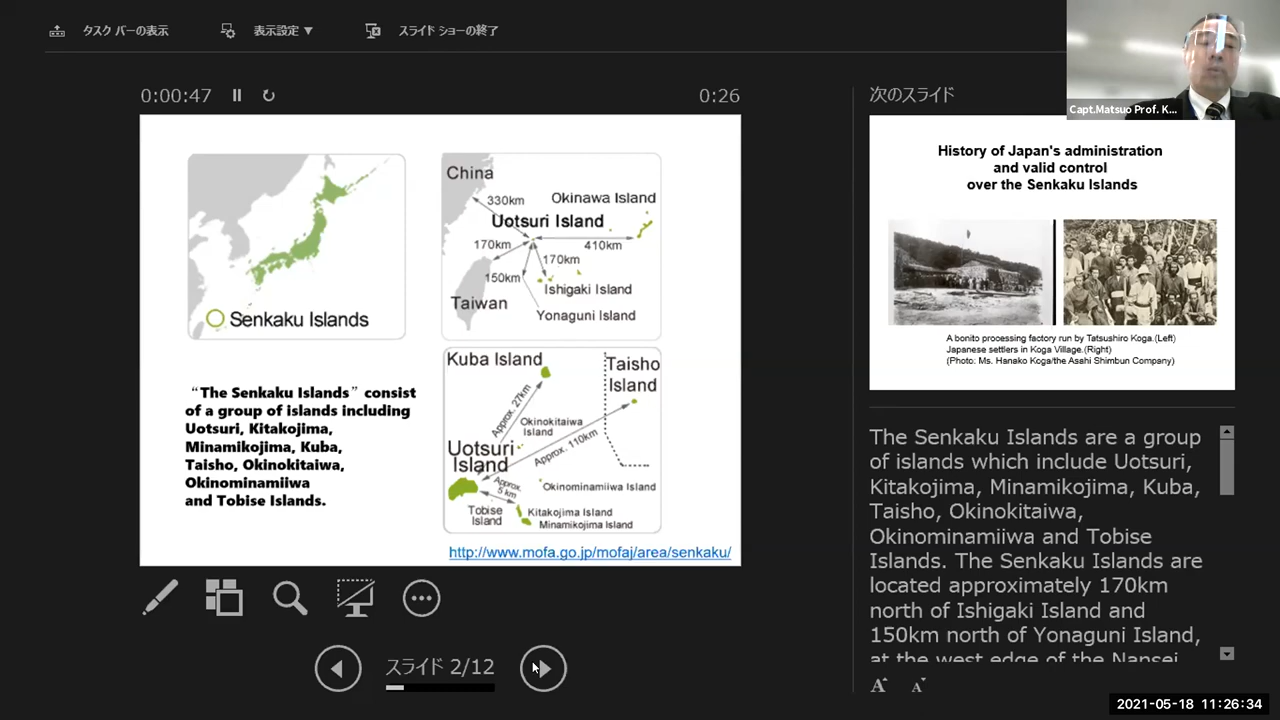 タスク バーの表示
表示設定 ▼
スライド ショーの終了
Capt.Matsuo Prof. K...
0:00:47
0:26
次のスライド
China
330km
Okinawa Island
Uotsuri Island
170km
410km
170km
150km
Ishigaki Island
Taiwan
Yonaguni Island
Senkaku Islands
“The Senkaku Islands” consist
of a group of islands including
Uotsuri, Kitakojima,
Minamikojima, Kuba,
Taisho, Okinokitaiwa,
Okinominamiiwa
and Tobise Islands.
Kuba Island
Taisho
Island
Approx. 27km
Okinokitaiwa
Island
Approx. 110km
Uotsuri
Island
Approx.
5 km
Okinominamiiwa Island
Tobise
Island
Kitakojima Island
Minamikojima Island
http://www.mofa.go.jp/mofaj/area/senkaku/
History of Japan's administration
and valid control
over the Senkaku Islands
A bonito processing factory run by Tatsushiro Koga.(Left)
Japanese settlers in Koga Village.(Right)
(Photo: Ms. Hanako Koga/the Asahi Shimbun Company)
The Senkaku Islands are a group
of islands which include Uotsuri,
Kitakojima, Minamikojima, Kuba,
Taisho, Okinokitaiwa,
Okinominamiiwa and Tobise
Islands. The Senkaku Islands are
located approximately 170km
north of Ishigaki Island and
150km north of Yonaguni Island,
at the west edge of the Nansei
スライド 2/12
A A
2021-05-18 11:26:34